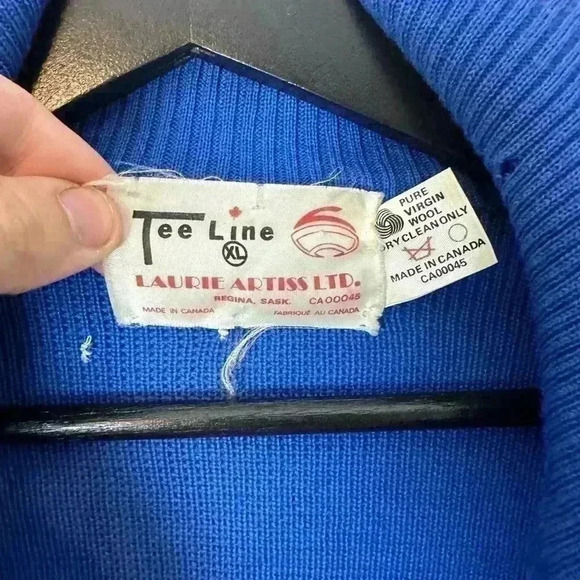 Tee Line
XL
LAURIE ARTISS LTD.
REGINA, SASK. CA00045
MADE IN CANADA FABRIQUÉ AU CANADA
PURE
VIRGIN
WOOL
DRY CLEAN ONLY
MADE IN CANADA
CA00045